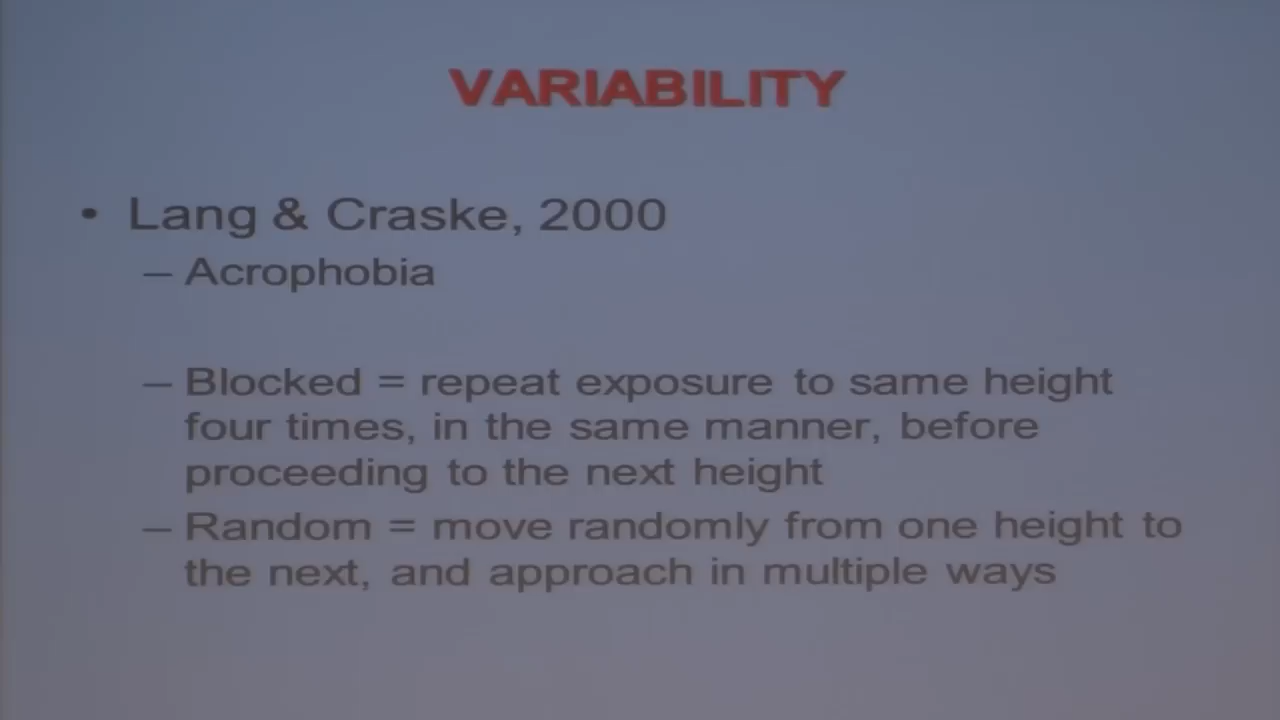 VARIABILITY
• Lang & Craske, 2000
– Acrophobia
– Blocked = repeat exposure to same height
four times, in the same manner, before
proceeding to the next height
– Random = move randomly from one height to
the next, and approach in multiple ways